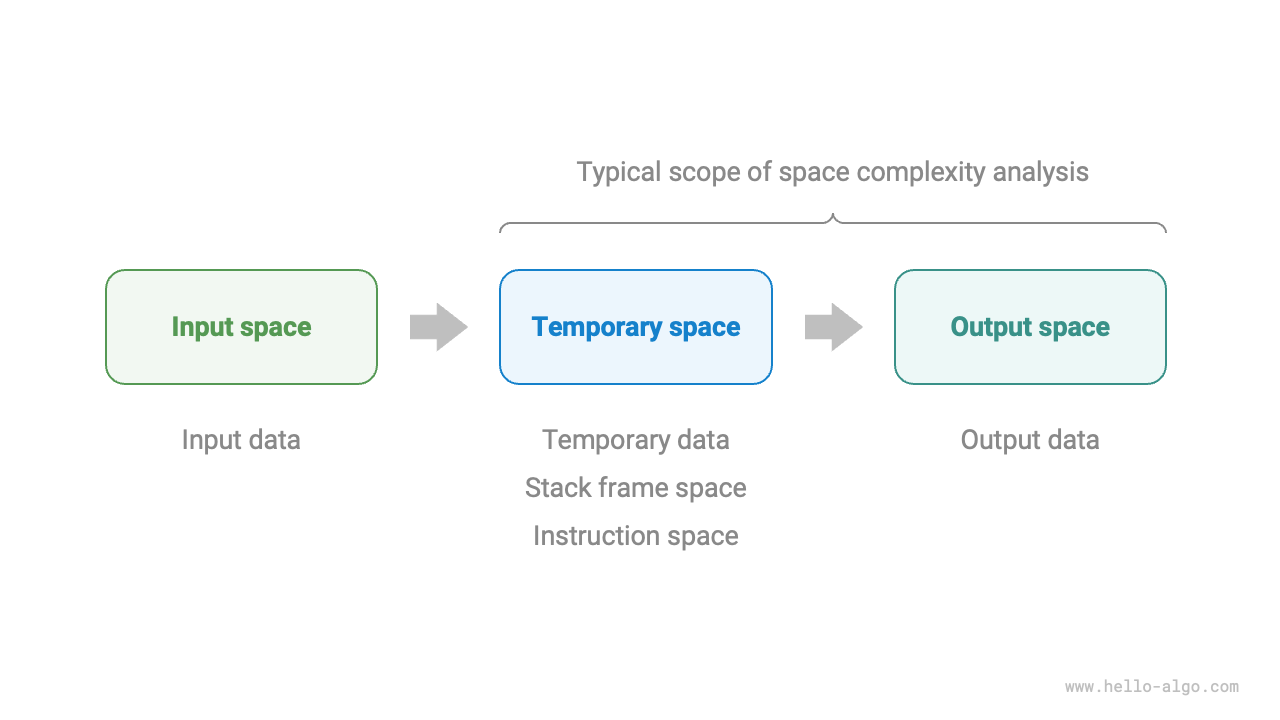 Typical scope of space complexity analysis
Input space
Temporary space
Output space
Input data
Temporary data
Output data
Stack frame space
Instruction space
www.hello-algo.com